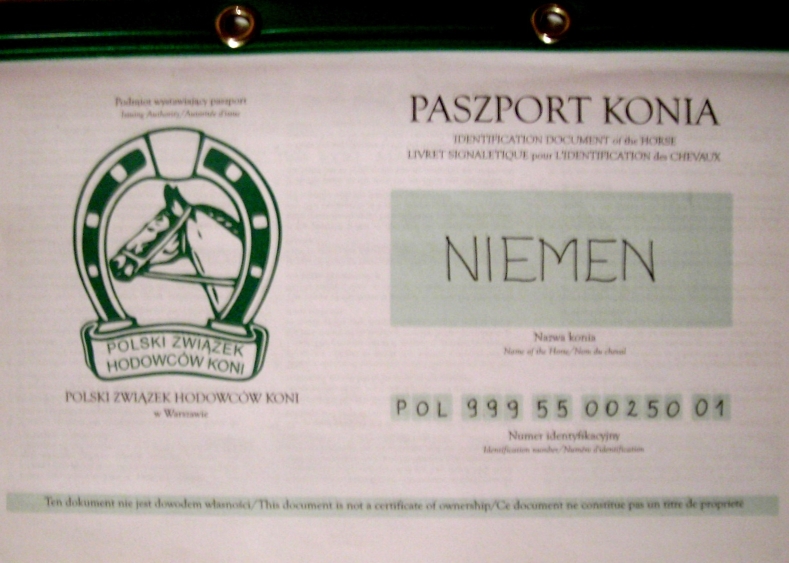 Podmiot wystawiający paszport
Issuing Authority/Autorités d'issue
POLSKI ZWIĄZEK
HODOWCÓW KONI
POLSKI ZWIĄZEK HODOWCÓW KONI
w Warszawie
PASZPORT KONIA
IDENTIFICATION DOCUMENT of the HORSE
LIVRET SIGNALETIQUE pour L'IDENTIFICATION des CHEVAUX
NIEMEN
Nazwa konia
Name of the Horse/Nom du cheval
POL 999 55 00250 01
Numer identyfikacyjny
Identification number/Numéro d'identification
Ten dokument nie jest dowodem własności/This document is not a certificate of ownership/Ce document ne constitue pas un titre de propriété